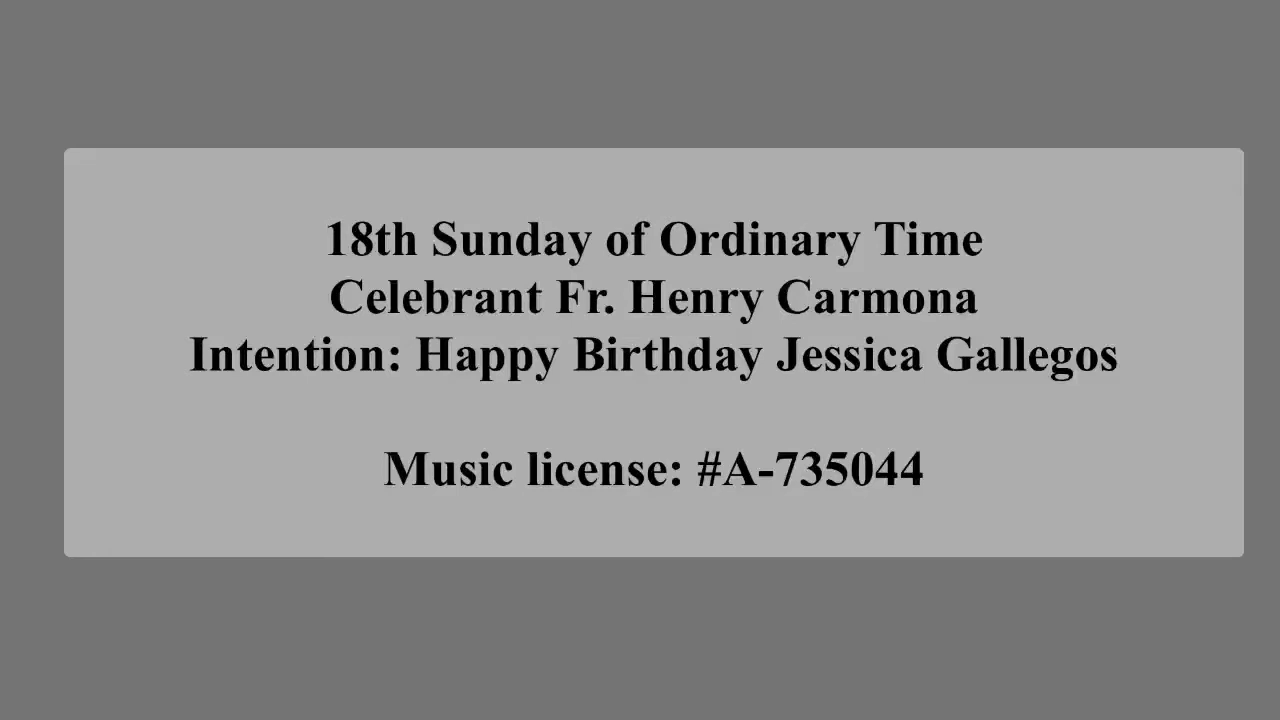 18th Sunday of Ordinary Time
Celebrant Fr. Henry Carmona
Intention: Happy Birthday Jessica Gallegos
Music license: #A-735044